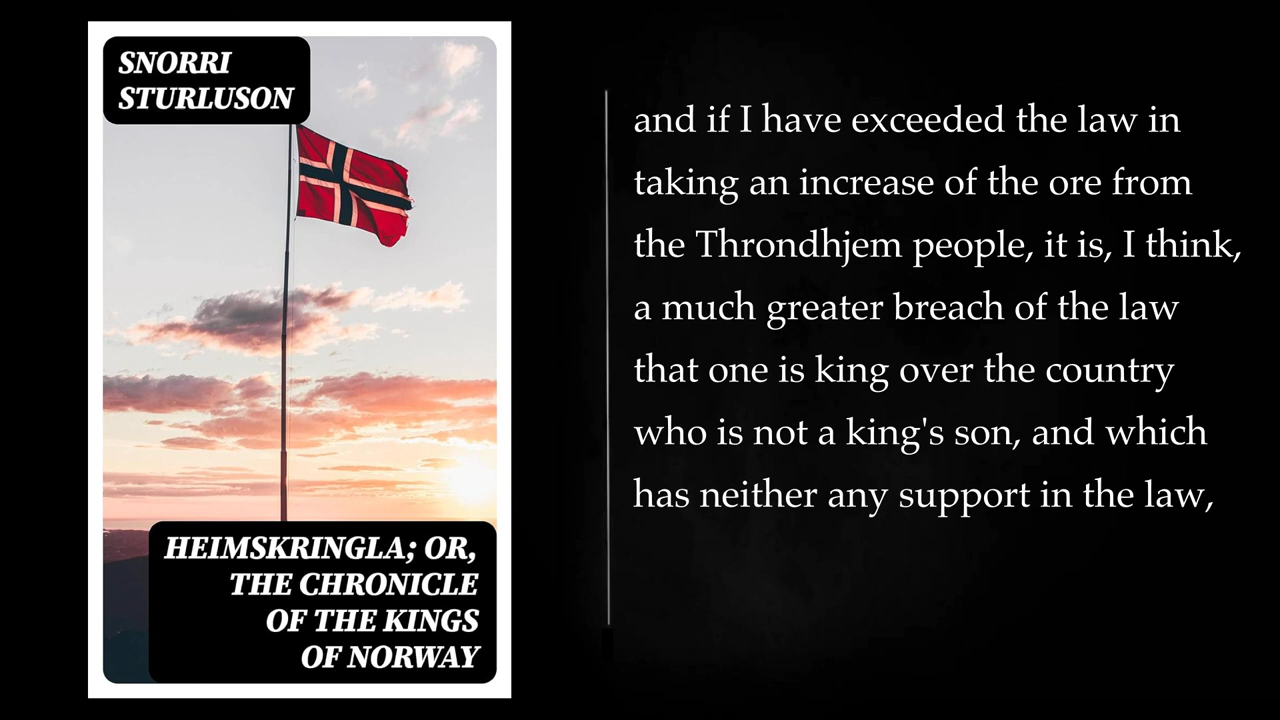 SNORRI
STURLUSON
HEIMSKRINGLA; OR,
THE CHRONICLE
OF THE KINGS
OF NORWAY
and if I have exceeded the law in
taking an increase of the ore from
the Throndhjem people, it is, I think,
a much greater breach of the law
that one is king over the country
who is not a king's son, and which
has neither any support in the law,